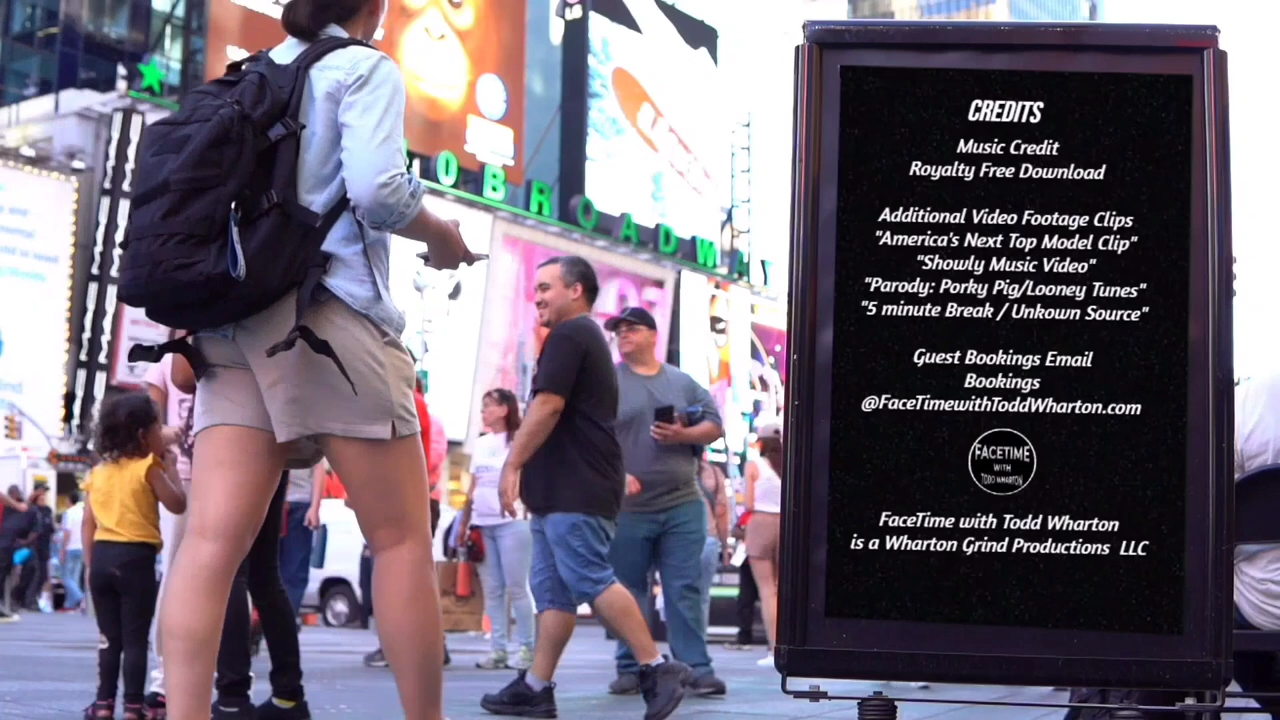 CREDITS
Music Credit
Royalty Free Download
Additional Video Footage Clips
"America's Next Top Model Clip"
"Showly Music Video"
"Parody: Porky Pig/Looney Tunes"
"5 minute Break / Unkown Source"
Guest Bookings Email
Bookings
@FaceTimewithToddWharton.com
FACETIME
WITH
TODD WHARTON
FaceTime with Todd Wharton
is a Wharton Grind Productions LLC
OBROADWAY
LG